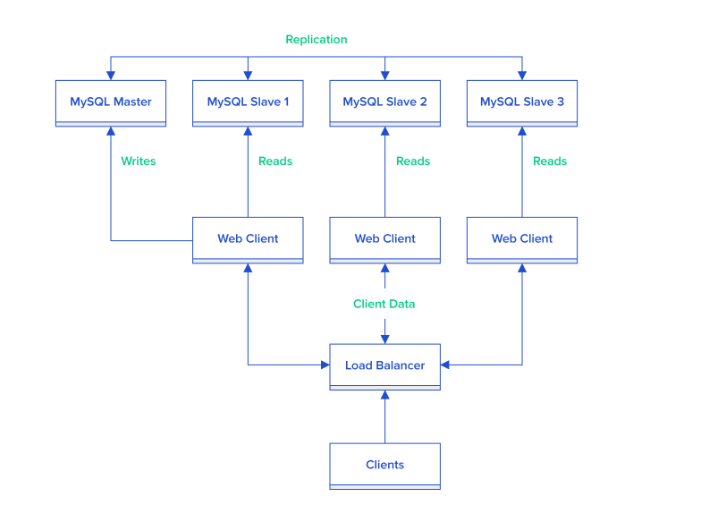 Replication
MySQL Master
MySQL Slave 1
MySQL Slave 2
MySQL Slave 3
Writes
Reads
Reads
Reads
Web Client
Web Client
Web Client
Client Data
Load Balancer
Clients